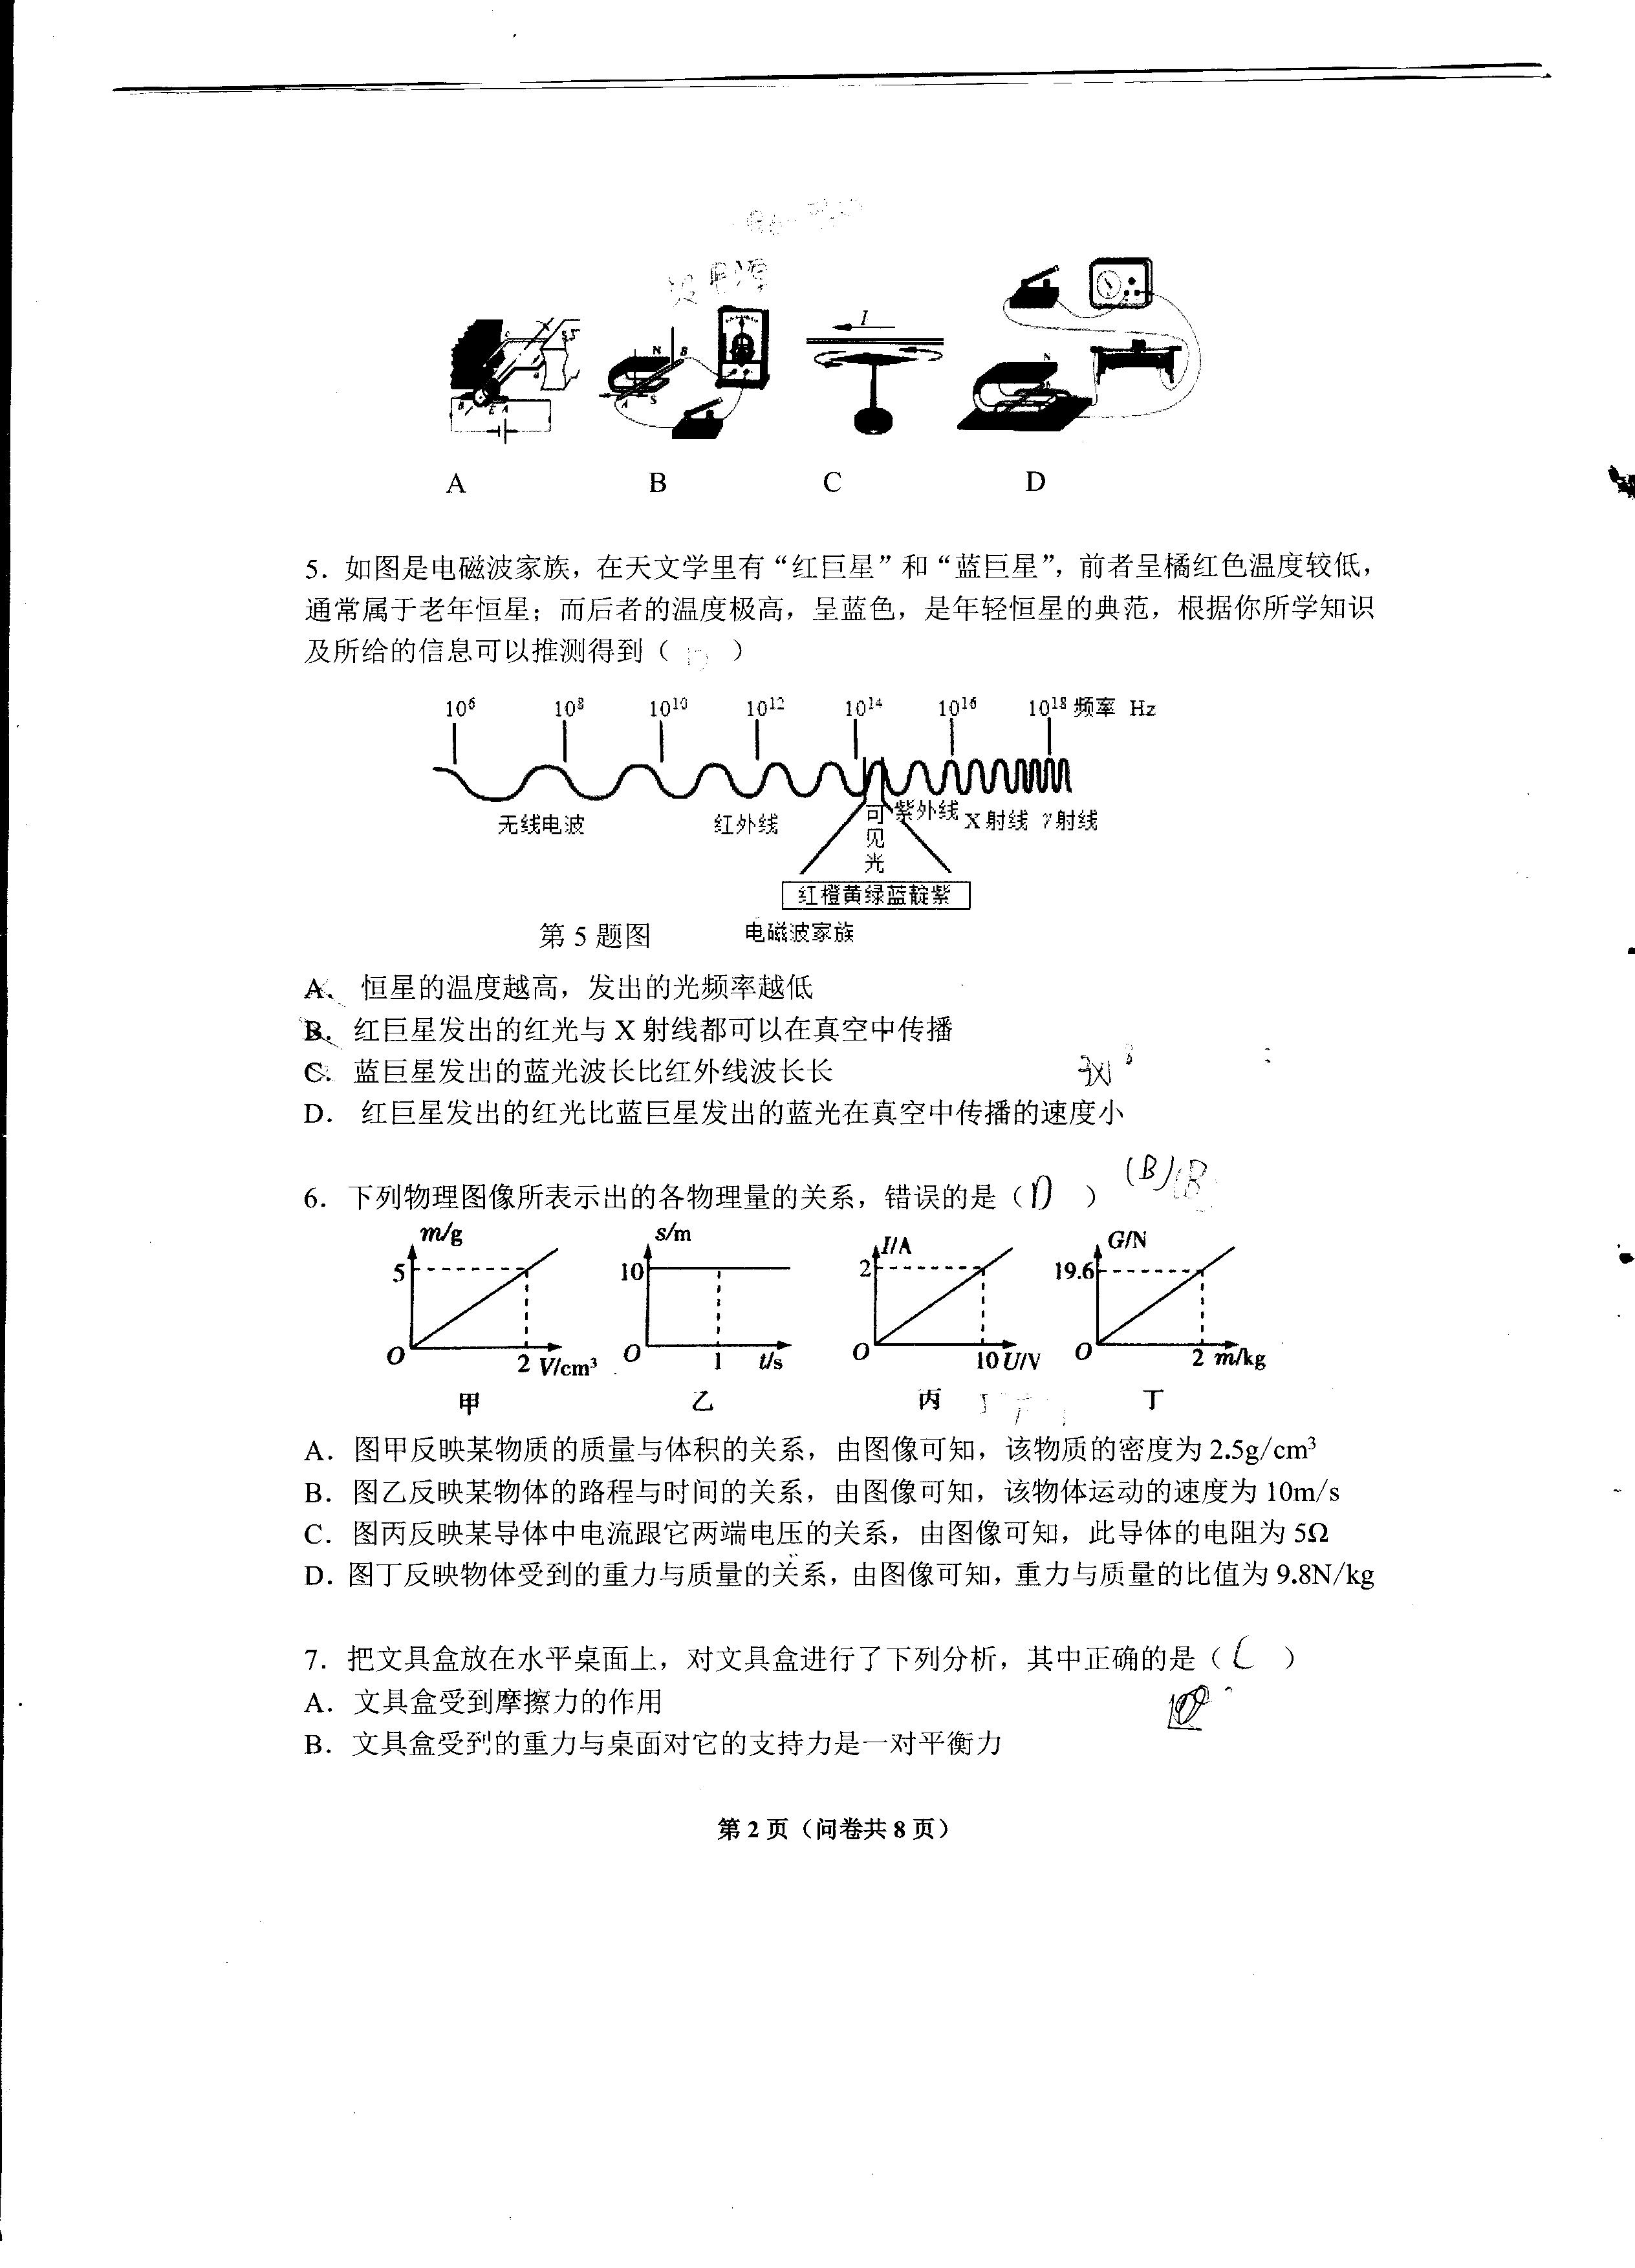 没电源
N
B
A
S
I
N
B
E
A
A B C D
5．如图是电磁波家族，在天文学里有“红巨星”和“蓝巨星”，前者呈橘红色温度较低，
通常属于老年恒星；而后者的温度极高，呈蓝色，是年轻恒星的典范，根据你所学知识
及所给的信息可以推测得到（ ）
10⁶ 10⁸ 10¹⁰ 10¹² 10¹⁴ 10¹⁶ 10¹⁸ 频率 Hz
无线电波 红外线 可见光 紫外线 X射线 γ射线
红橙黄绿蓝靛紫
第5题图 电磁波家族
A． 恒星的温度越高，发出的光频率越低
B．红巨星发出的红光与X射线都可以在真空中传播
C．蓝巨星发出的蓝光波长比红外线波长长
D． 红巨星发出的红光比蓝巨星发出的蓝光在真空中传播的速度小
6．下列物理图像所表示出的各物理量的关系，错误的是（D ） (B)(B
m/g s/m I/A G/N
5 10 2 19.6
O 2 V/cm³ O 1 t/s O 10 U/V O 2 m/kg
甲 乙 丙 丁
A．图甲反映某物质的质量与体积的关系，由图像可知，该物质的密度为2.5g/cm³
B．图乙反映某物体的路程与时间的关系，由图像可知，该物体运动的速度为10m/s
C．图丙反映某导体中电流跟它两端电压的关系，由图像可知，此导体的电阻为5Ω
D．图丁反映物体受到的重力与质量的关系，由图像可知，重力与质量的比值为9.8N/kg
7．把文具盒放在水平桌面上，对文具盒进行了下列分析，其中正确的是（C ）
A．文具盒受到摩擦力的作用
B．文具盒受到的重力与桌面对它的支持力是一对平衡力
第2页（问卷共8页）